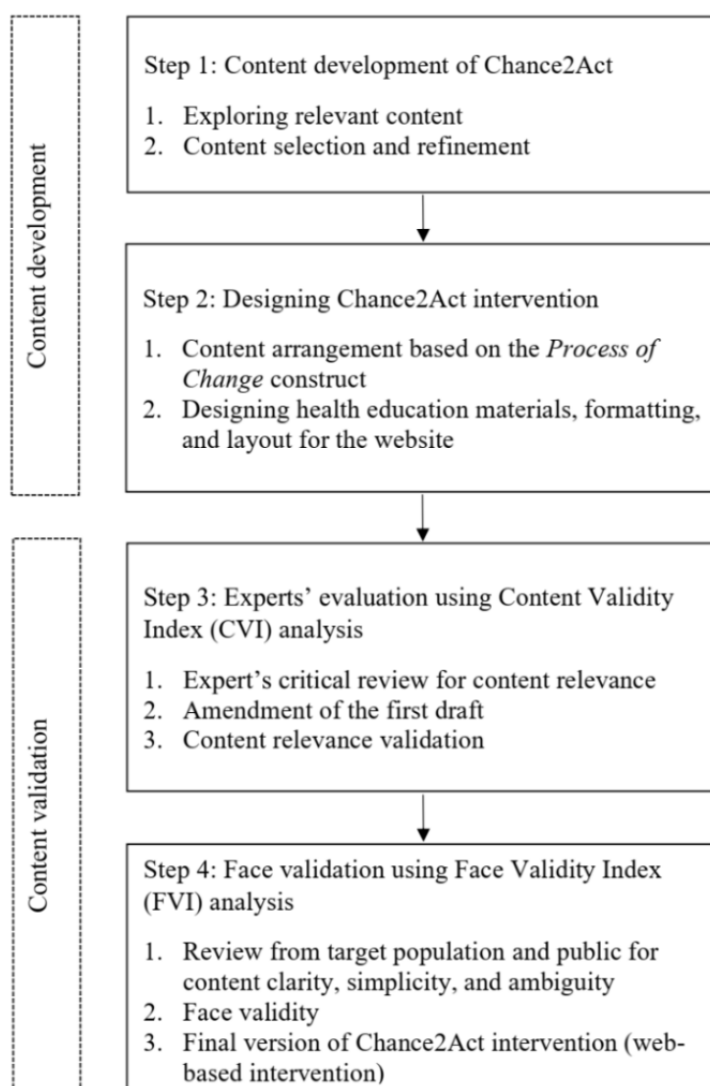 Content development
Step 1: Content development of Chance2Act
1. Exploring relevant content
2. Content selection and refinement
Step 2: Designing Chance2Act intervention
1. Content arrangement based on the Process of
Change construct
2. Designing health education materials, formatting,
and layout for the website
Content validation
Step 3: Experts’ evaluation using Content Validity
Index (CVI) analysis
1. Expert’s critical review for content relevance
2. Amendment of the first draft
3. Content relevance validation
Step 4: Face validation using Face Validity Index
(FVI) analysis
1. Review from target population and public for
content clarity, simplicity, and ambiguity
2. Face validity
3. Final version of Chance2Act intervention (web-
based intervention)